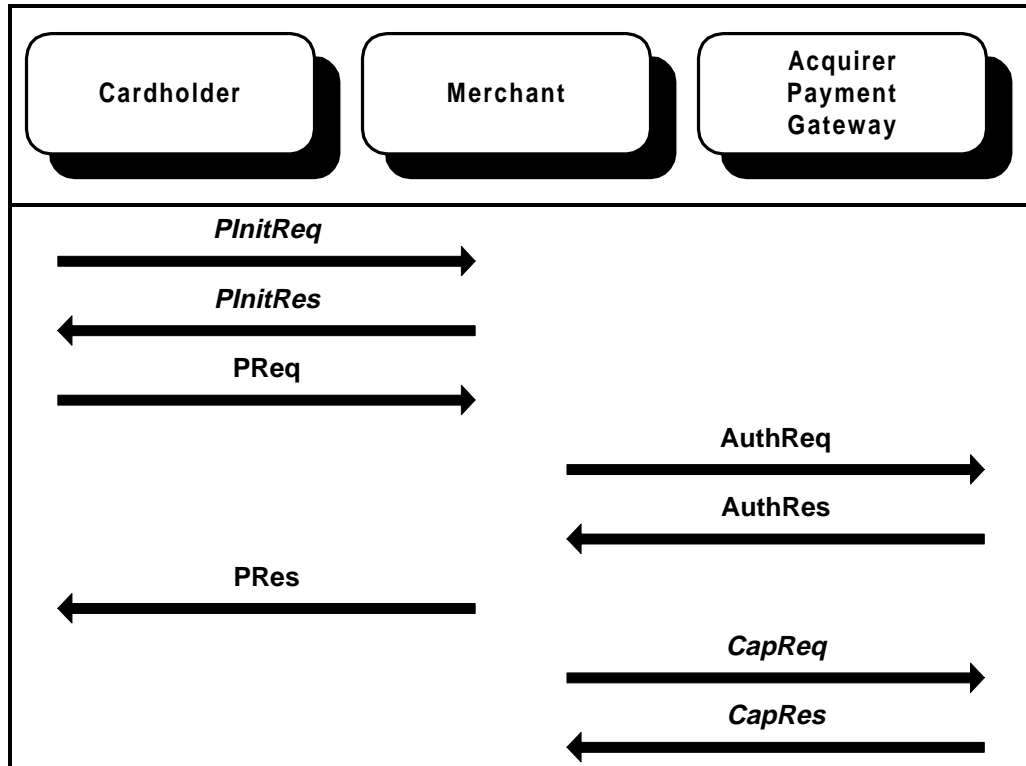 Cardholder
Merchant
Acquirer
Payment
Gateway
PInitReq
PInitRes
PReq
AuthReq
AuthRes
PRes
CapReq
CapRes